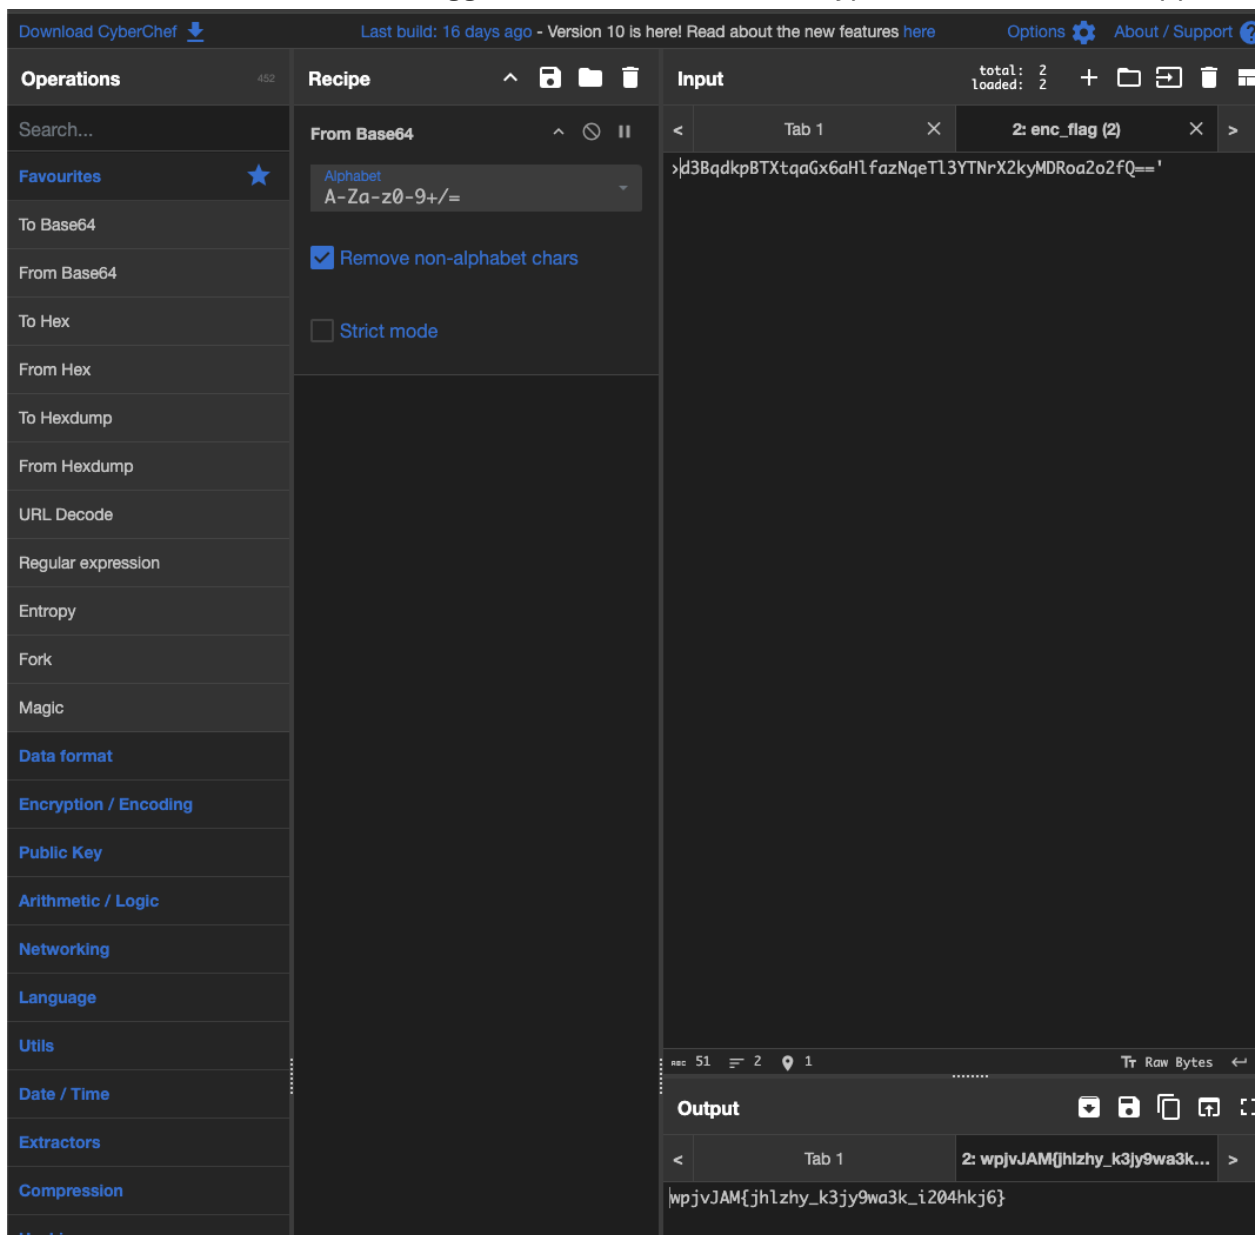 Download CyberChef
Last build: 16 days ago - Version 10 is here! Read about the new features here
Options
About / Support
Operations
452
Recipe
Input
total: 2
loaded: 2
Search...
From Base64
Tab 1
2: enc_flag (2)
Favourites
Alphabet
A-Za-z0-9+/=
>d3BqdkpBTXtqaGx6aHlfazNqeTl3YTNrX2kyMDRoa2o2fQ=='
To Base64
Remove non-alphabet chars
From Base64
To Hex
Strict mode
From Hex
To Hexdump
From Hexdump
URL Decode
Regular expression
Entropy
Fork
Magic
Data format
Encryption / Encoding
Public Key
Arithmetic / Logic
Networking
Language
Utils
ABC 51 2 1
Raw Bytes
Date / Time
Output
Extractors
Tab 1
2: wpjvJAM{jhlzhy_k3jy9wa3k...
Compression
wpjvJAM{jhlzhy_k3jy9wa3k_i204hkj6}